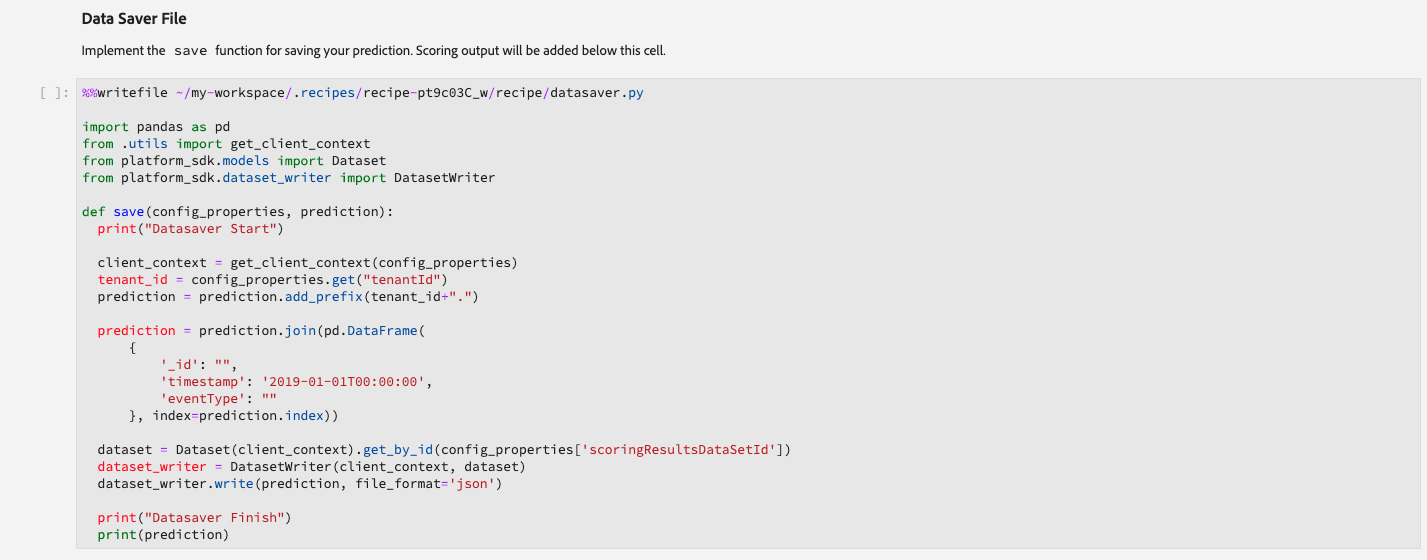 Data Saver File
Implement the save function for saving your prediction. Scoring output will be added below this cell.
[ ]: %%writefile ~/my-workspace/.recipes/recipe-pt9c03C_w/recipe/datasaver.py
import pandas as pd
from .utils import get_client_context
from platform_sdk.models import Dataset
from platform_sdk.dataset_writer import DatasetWriter
def save(config_properties, prediction):
  print("Datasaver Start")
  client_context = get_client_context(config_properties)
  tenant_id = config_properties.get("tenantId")
  prediction = prediction.add_prefix(tenant_id+".")
  prediction = prediction.join(pd.DataFrame(
      {
          '_id': "",
          'timestamp': '2019-01-01T00:00:00',
          'eventType': ""
      }, index=prediction.index))
  dataset = Dataset(client_context).get_by_id(config_properties['scoringResultsDataSetId'])
  dataset_writer = DatasetWriter(client_context, dataset)
  dataset_writer.write(prediction, file_format='json')
  print("Datasaver Finish")
  print(prediction)